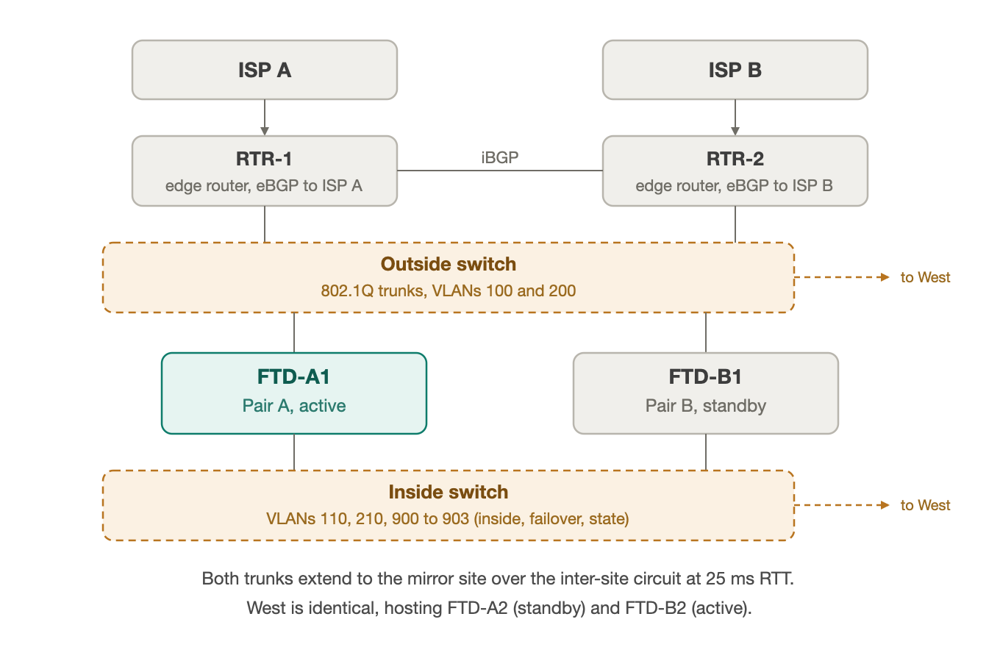 ISP A
ISP B
RTR-1
edge router, eBGP to ISP A
iBGP
RTR-2
edge router, eBGP to ISP B
Outside switch
802.1Q trunks, VLANs 100 and 200
to West
FTD-A1
Pair A, active
FTD-B1
Pair B, standby
Inside switch
VLANs 110, 210, 900 to 903 (inside, failover, state)
to West
Both trunks extend to the mirror site over the inter-site circuit at 25 ms RTT.
West is identical, hosting FTD-A2 (standby) and FTD-B2 (active).